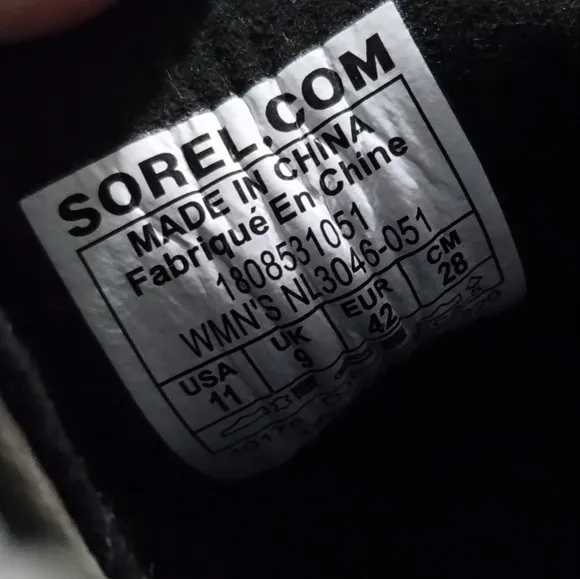 SOREL.COM
MADE IN CHINA
Fabriqué En Chine
1808531051
WMN'S NL3046-051
USA UK EUR CM
11 9 42 28